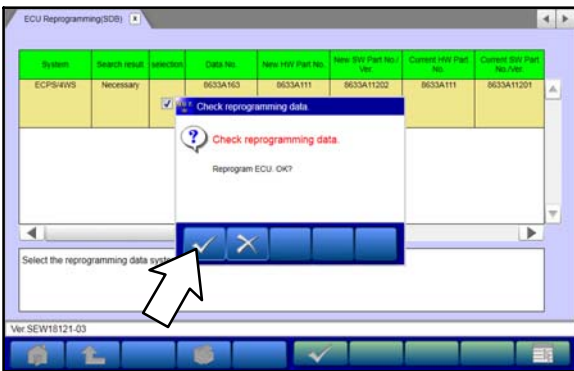 ECU Reprogramming(SDB)
System Search result selection Data No. New HW Part No. New SW Part No./Ver. Current HW Part No. Current SW Part No./Ver.
ECPS/4WS Necessary 8633A163 8633A111 8633A11202 8633A111 8633A11201
Check reprogramming data.
Check reprogramming data.
Reprogram ECU. OK?
Select the reprogramming data
Ver.SEW18121-03